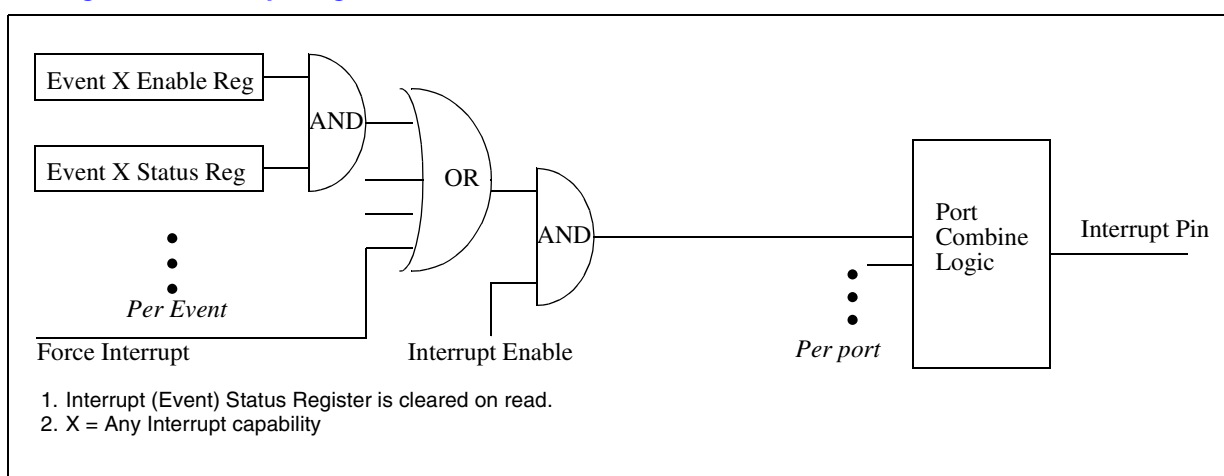 Event X Enable Reg
AND
Event X Status Reg
OR
AND
Port
Combine
Logic
Interrupt Pin
Per Event
Force Interrupt
Interrupt Enable
Per port
1. Interrupt (Event) Status Register is cleared on read.
2. X = Any Interrupt capability